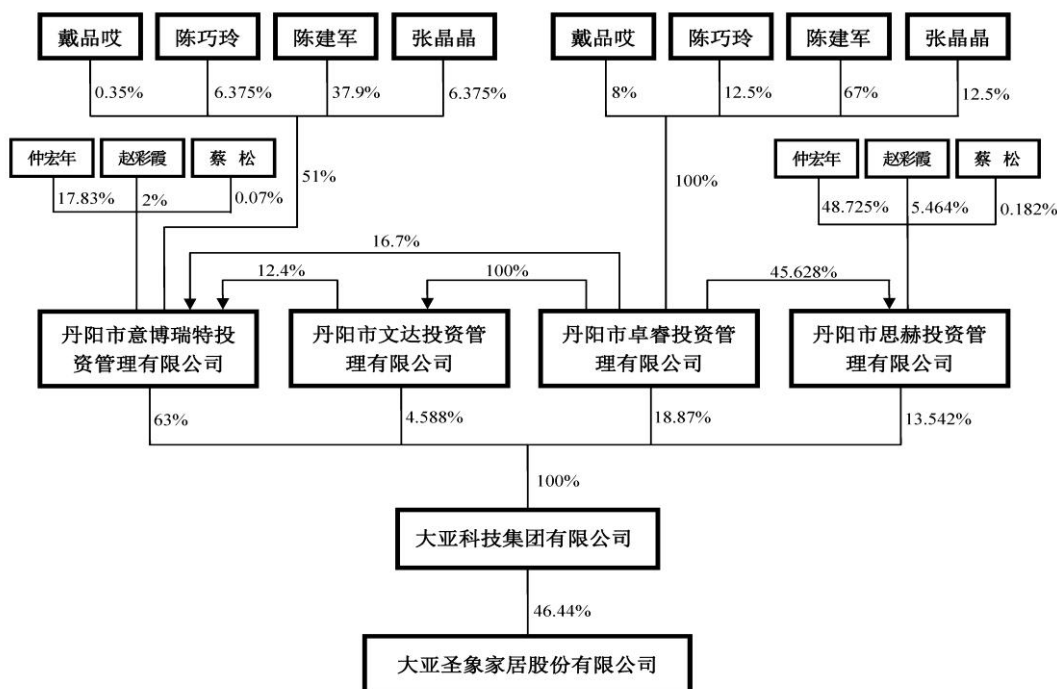 戴品哎 陈巧玲 陈建军 张晶晶 戴品哎 陈巧玲 陈建军 张晶晶
0.35% 6.375% 37.9% 6.375% 8% 12.5% 67% 12.5%
仲宏年 赵彩霞 蔡 松 51% 100% 仲宏年 赵彩霞 蔡 松
17.83% 2% 0.07% 48.725% 5.464% 0.182%
16.7%
12.4% 100% 45.628%
丹阳市意博瑞特投 丹阳市文达投资管 丹阳市卓睿投资管 丹阳市思赫投资管
资管理有限公司 理有限公司 理有限公司 理有限公司
63% 4.588% 18.87% 13.542%
100%
大亚科技集团有限公司
46.44%
大亚圣象家居股份有限公司